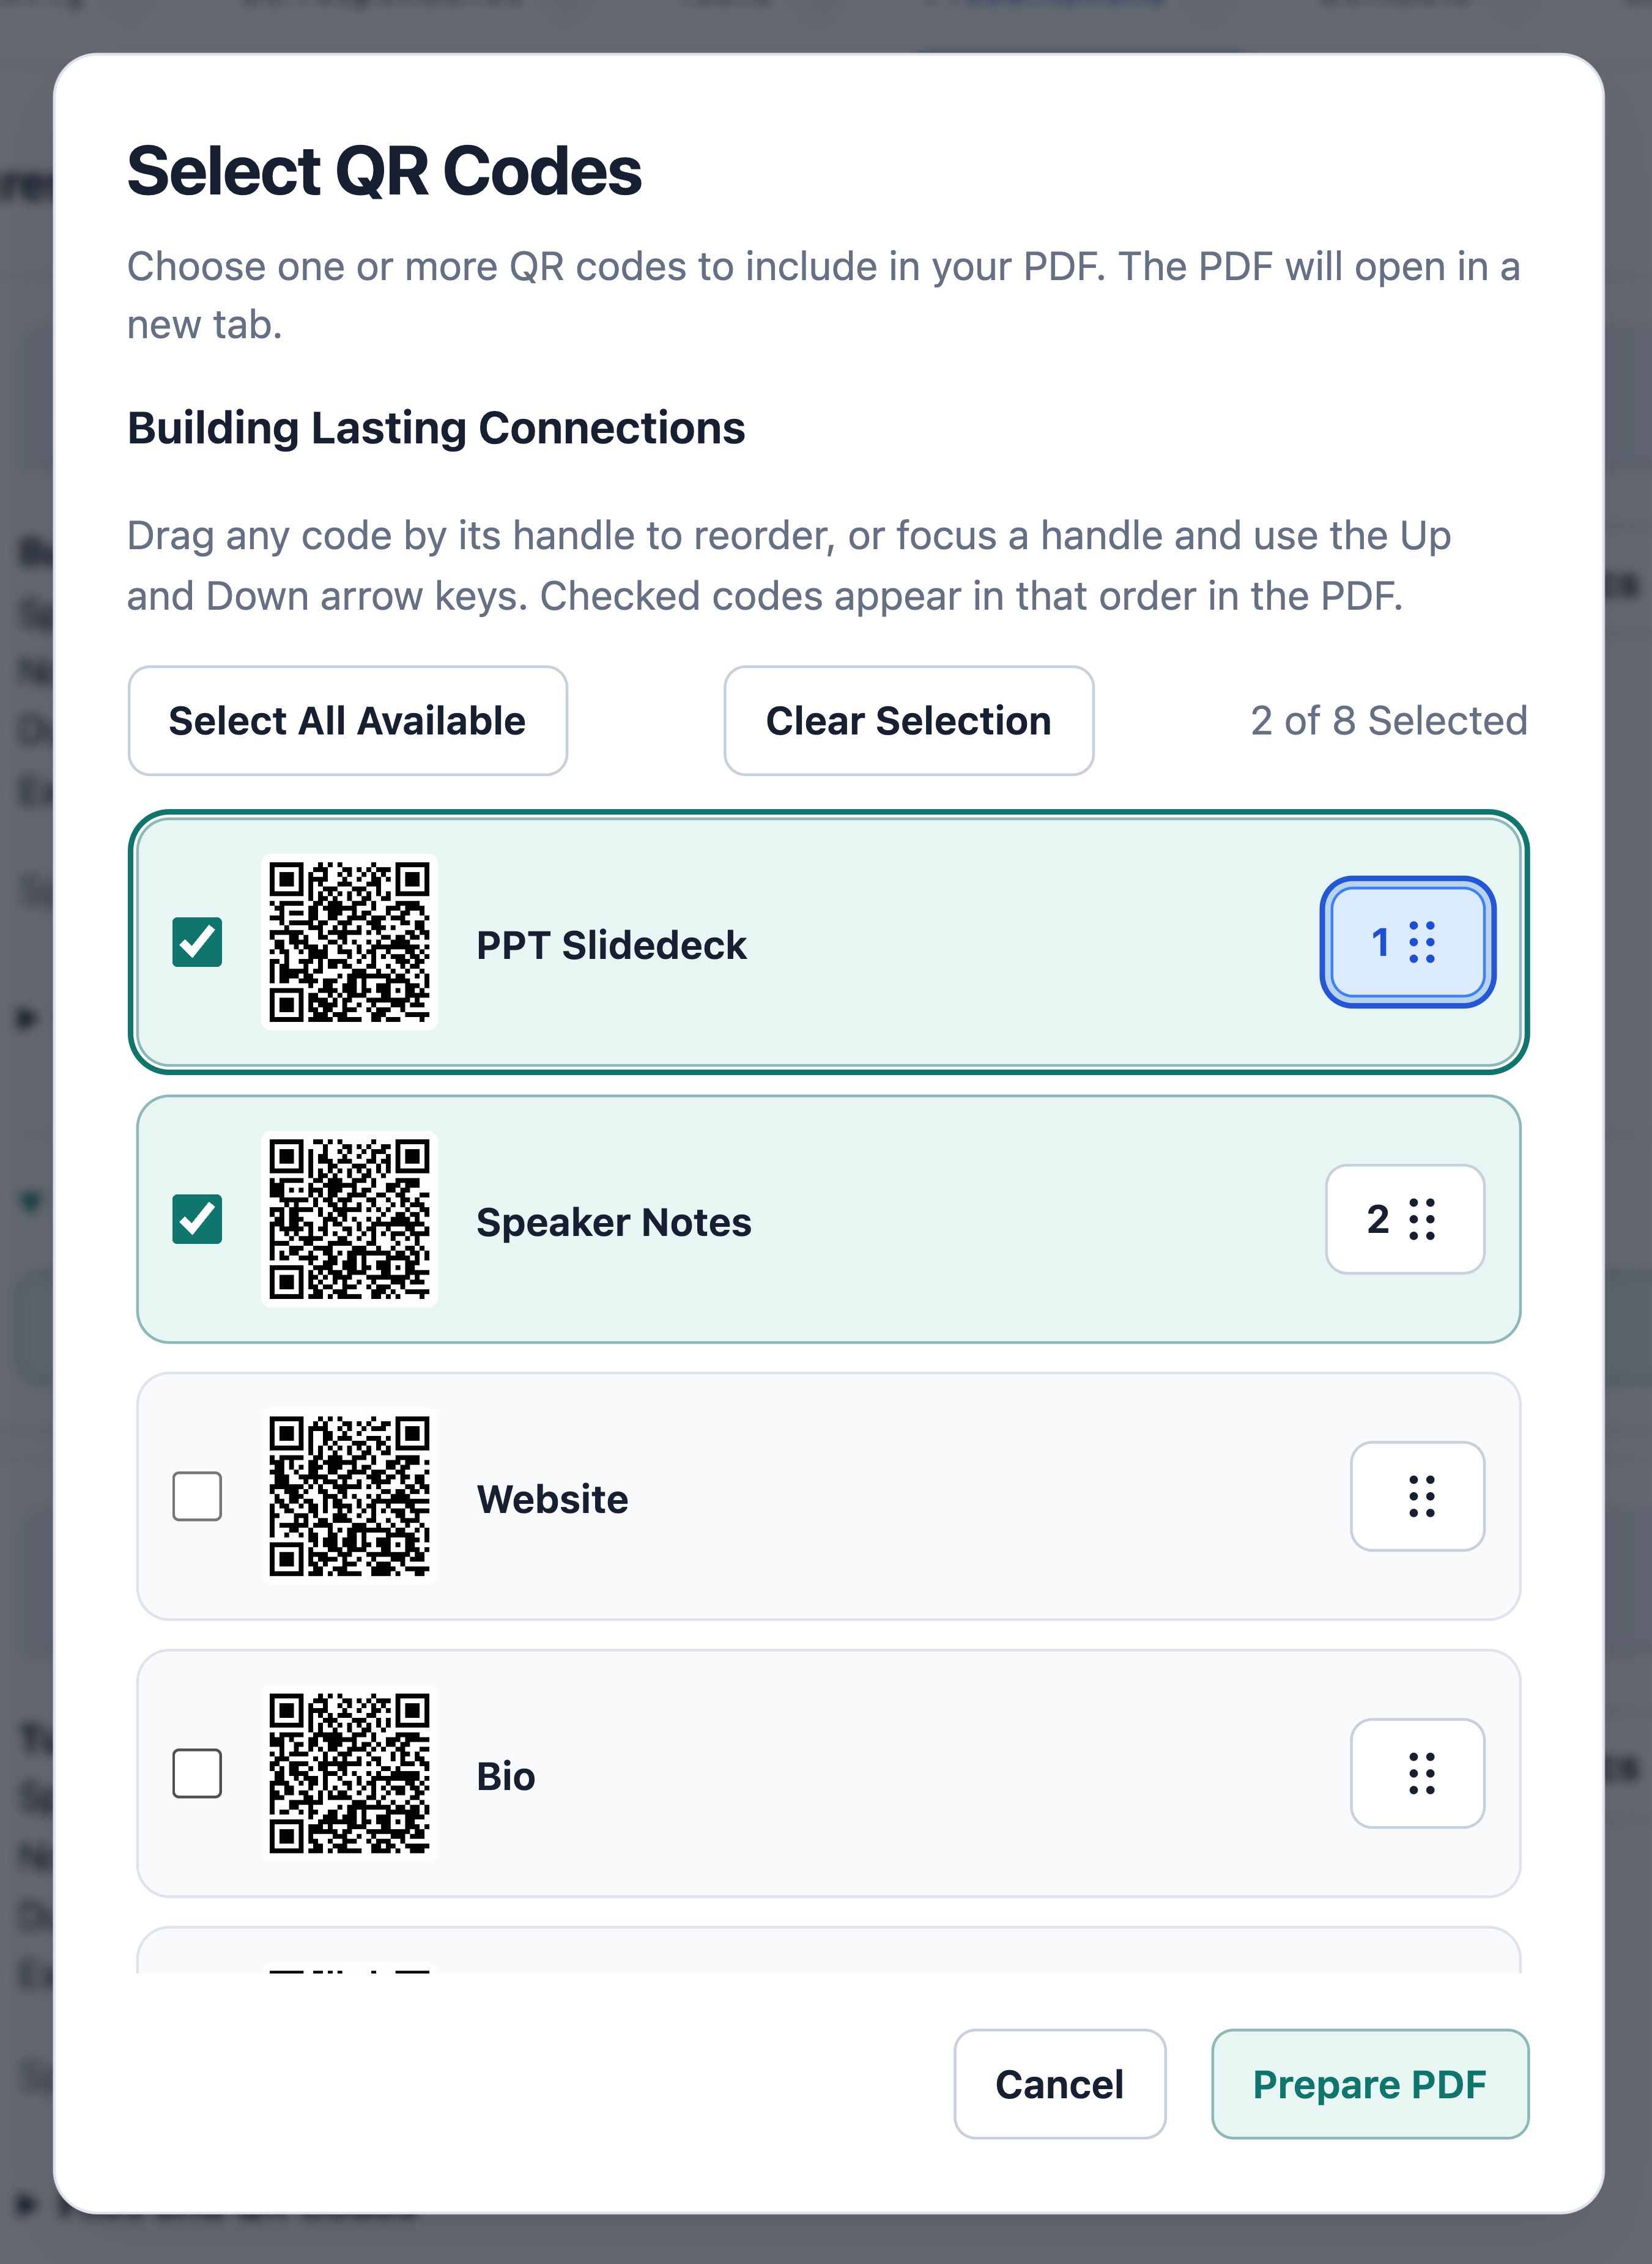 Select QR Codes
Choose one or more QR codes to include in your PDF. The PDF will open in a
new tab.
Building Lasting Connections
Drag any code by its handle to reorder, or focus a handle and use the Up
and Down arrow keys. Checked codes appear in that order in the PDF.
Select All Available
Clear Selection
2 of 8 Selected
PPT Slidedeck
1
Speaker Notes
2
Website
Bio
Cancel
Prepare PDF